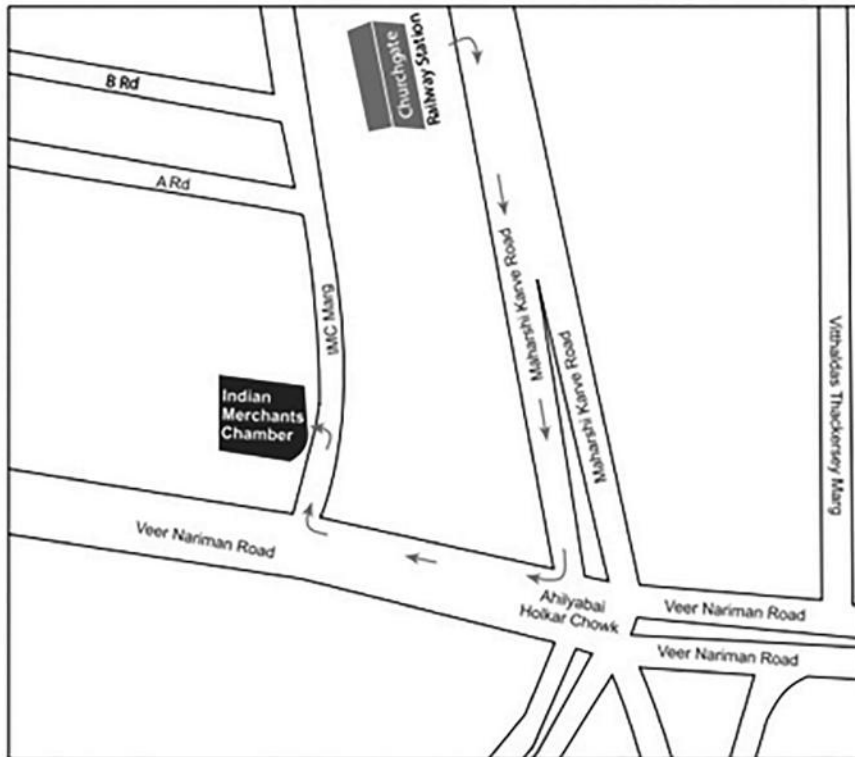 Churchgate
Railway Station
B Rd
A Rd
IMC Marg
Maharshi Karve Road
Maharshi Karve Road
Vitthaldas Thackersey Marg
Indian
Merchants
Chamber
Veer Nariman Road
Ahilyabai
Holkar Chowk
Veer Nariman Road
Veer Nariman Road